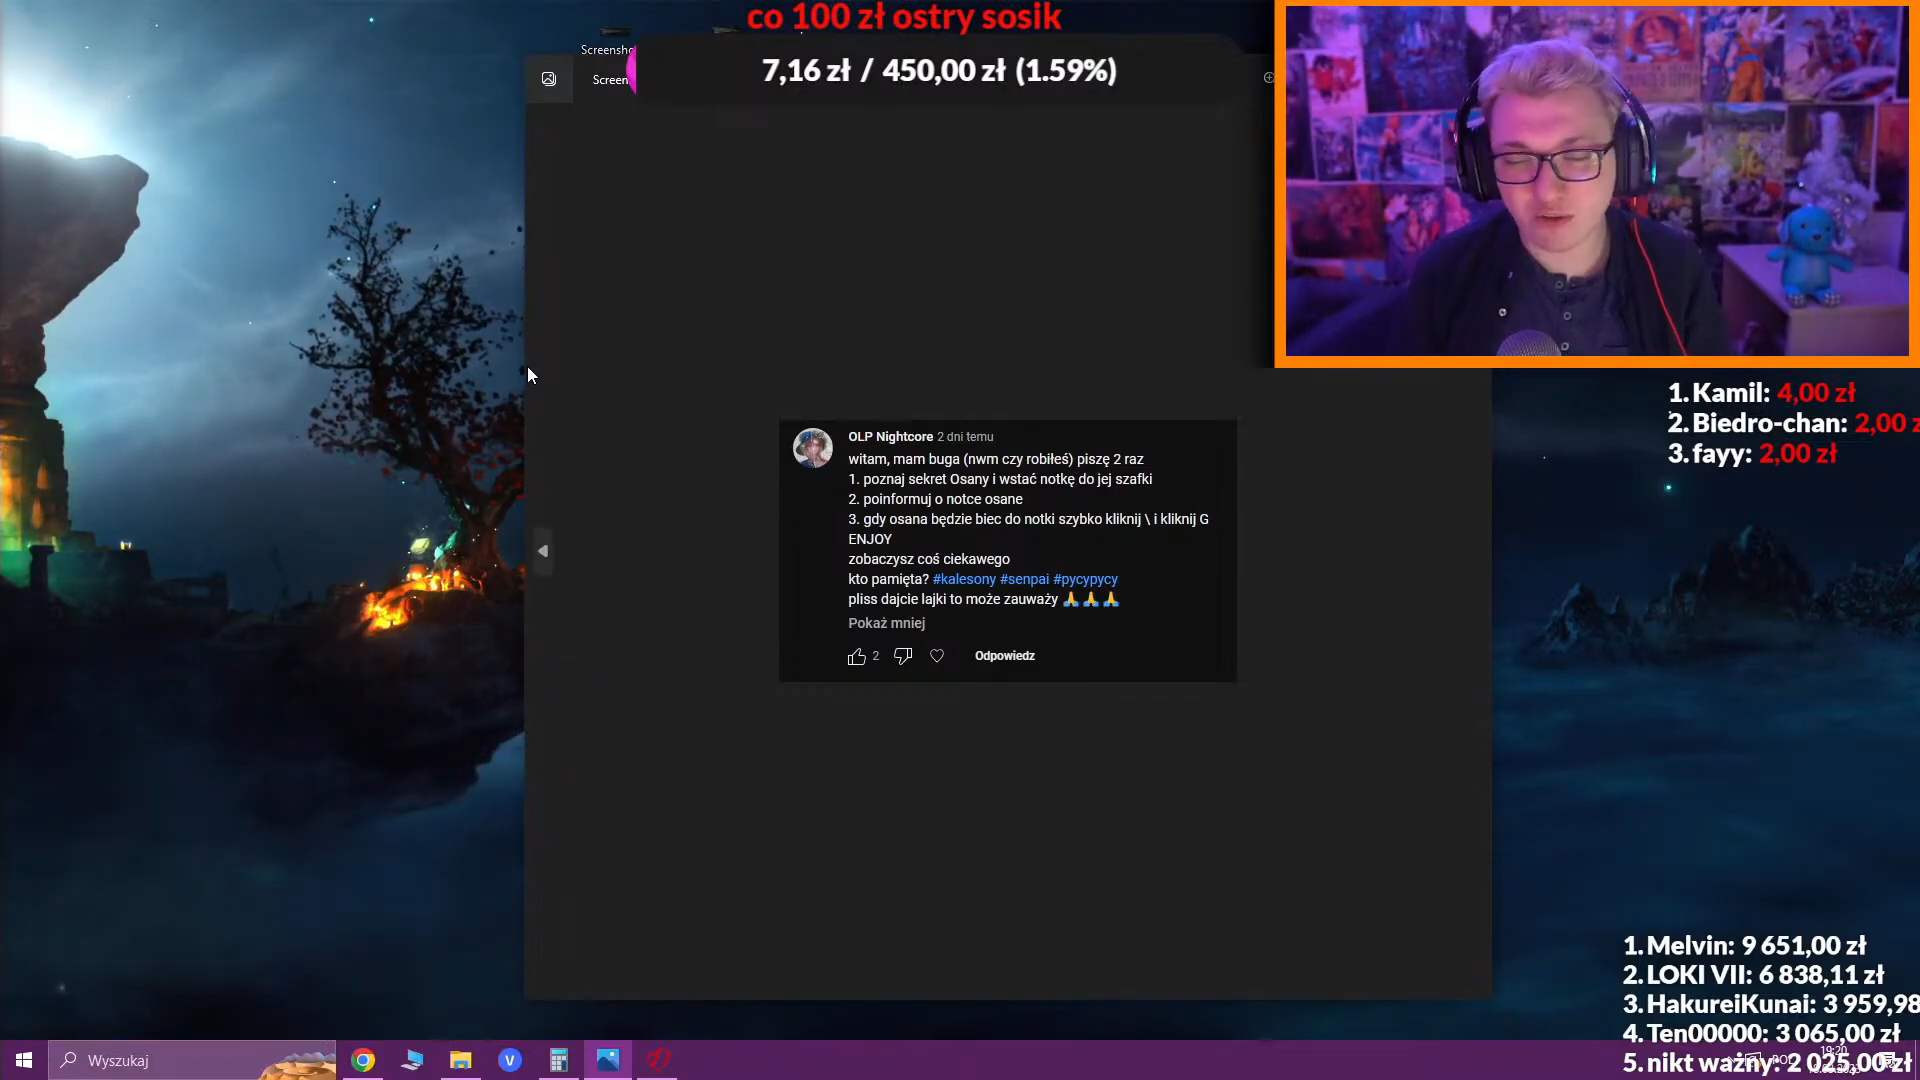 co 100 zł ostry sosik
Screensho
Screen
7,16 zł / 450,00 zł (1.59%)
1. Kamil: 4,00 zł
2. Biedro-chan: 2,00 z
3. fayy: 2,00 zł
OLP Nightcore 2 dni temu
witam, mam buga (nwm czy robiłeś) piszę 2 raz
1. poznaj sekret Osany i wstać notkę do jej szafki
2. poinformuj o notce osane
3. gdy osana będzie biec do notki szybko kliknij \ i kliknij G
ENJOY
zobaczysz coś ciekawego
kto pamięta? #kalesony #senpai #pycypycy
pliss dajcie lajki to może zauważy 🙏🙏🙏
Pokaż mniej
2
Odpowiedz
1. Melvin: 9 651,00 zł
2. LOKI VII: 6 838,11 zł
3. HakureiKunai: 3 959,98
4. Ten00000: 3 065,00 zł
5. nikt ważny: 2 025,00 zł
Wyszukaj
19:20